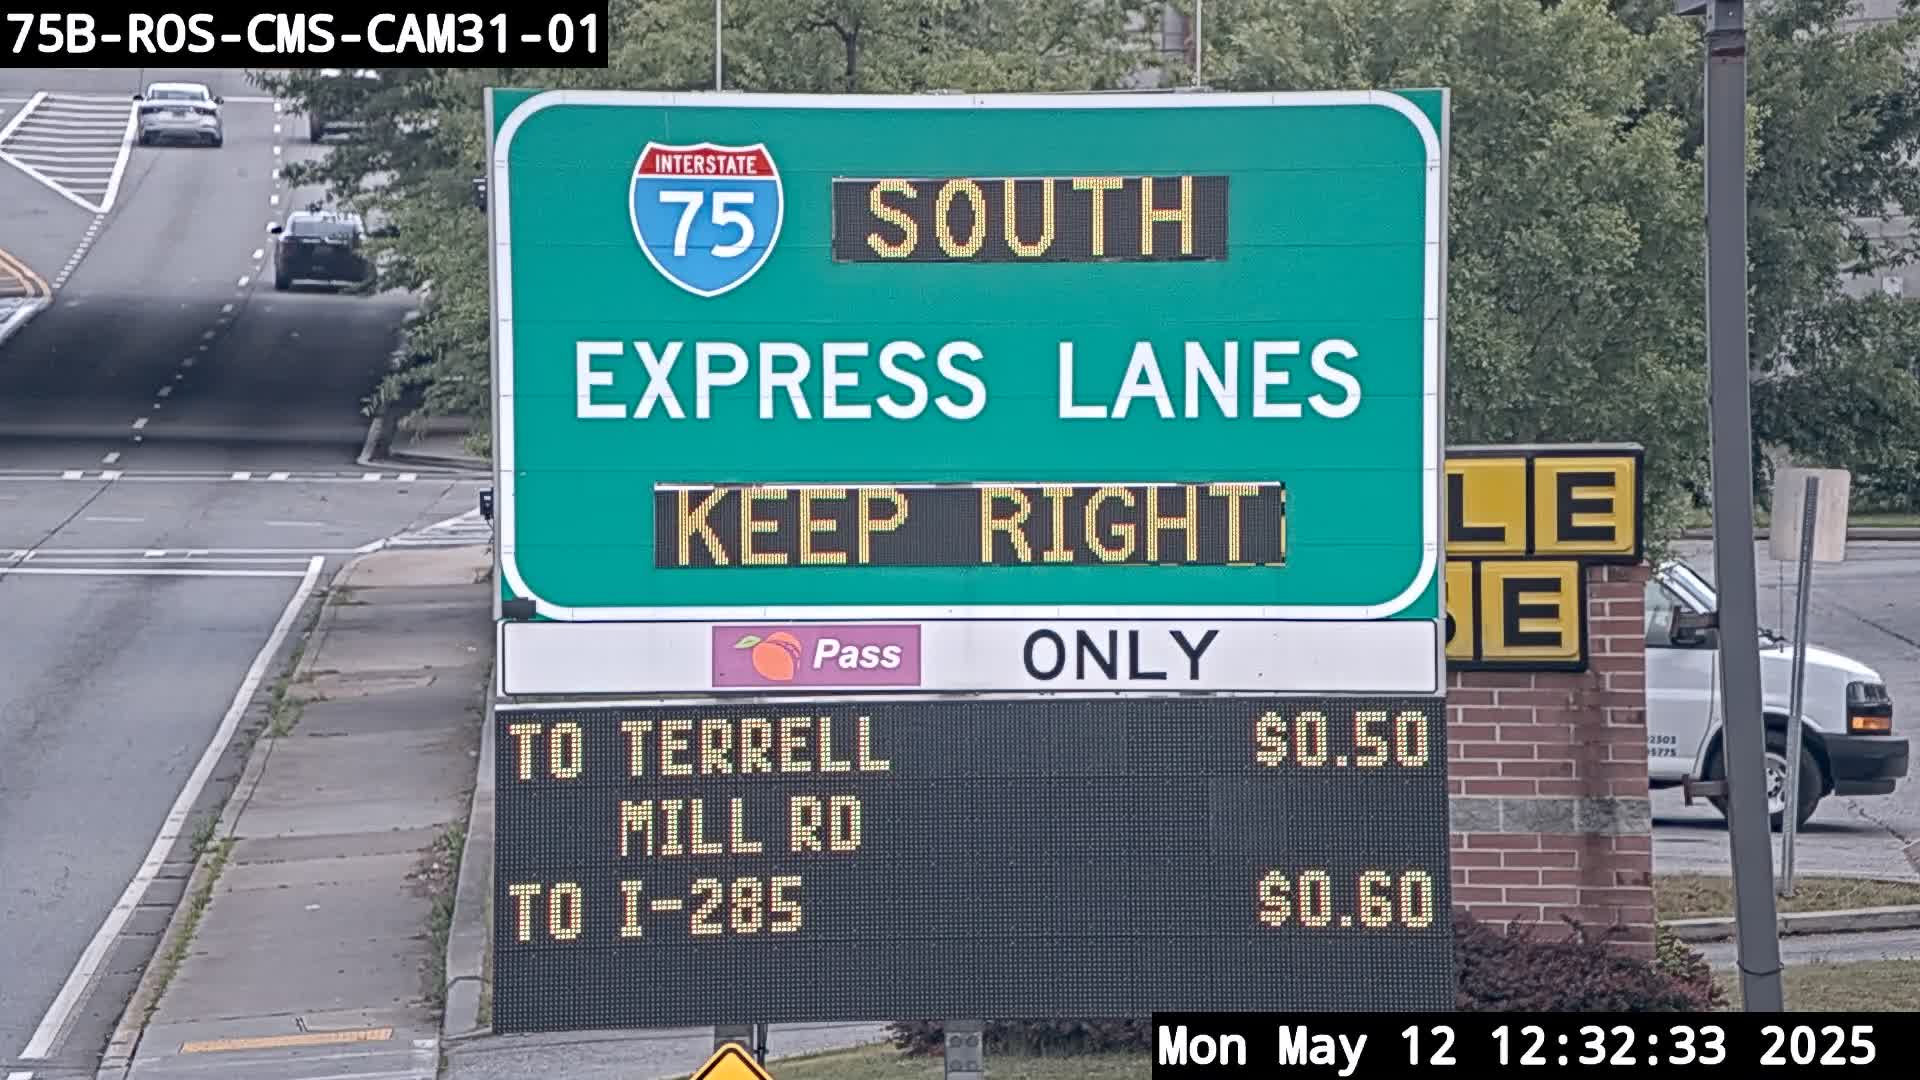 75B-ROS-CMS-CAM31-01
INTERSTATE
75
SOUTH
EXPRESS LANES
KEEP RIGHT
Pass ONLY
TO TERRELL $0.50
MILL RD
TO I-285 $0.60
LE
E
Mon May 12 12:32:33 2025